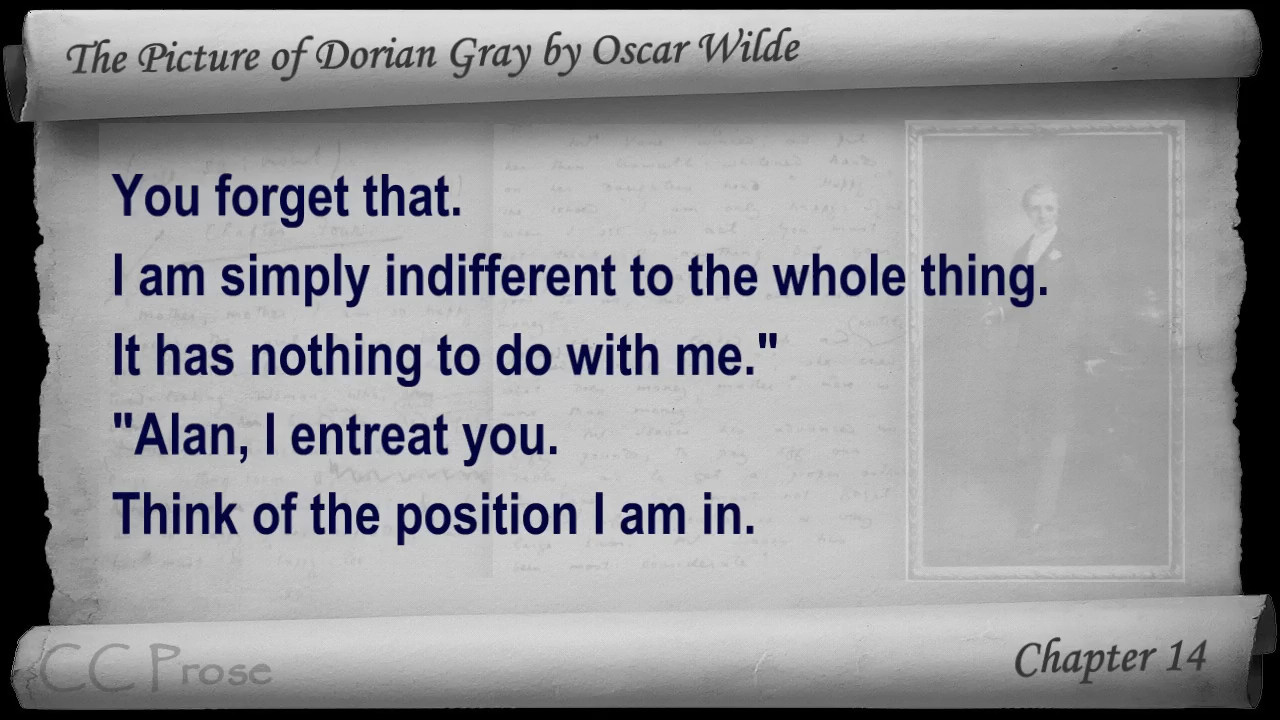 The Picture of Dorian Gray by Oscar Wilde
You forget that.
I am simply indifferent to the whole thing.
It has nothing to do with me."
"Alan, I entreat you.
Think of the position I am in.
CC Prose
Chapter 14